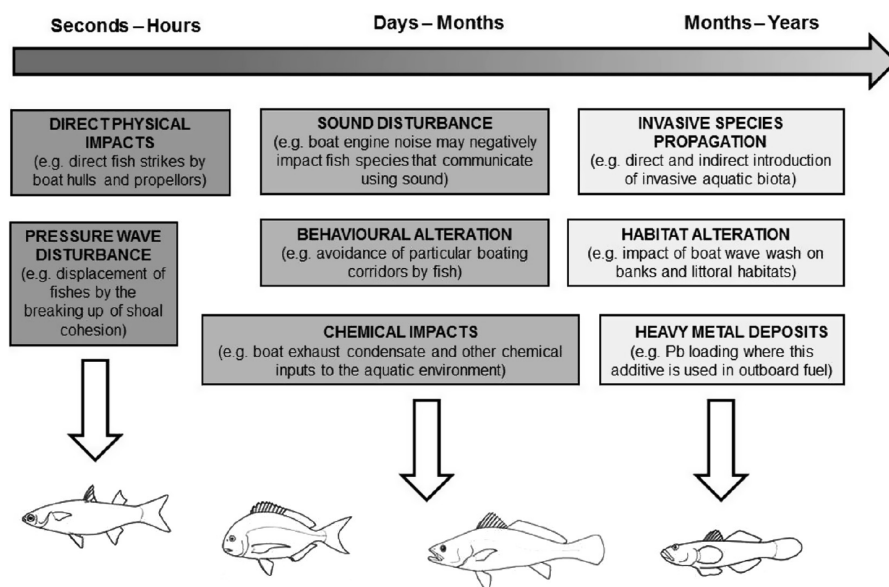 Seconds – Hours
Days – Months
Months – Years
DIRECT PHYSICAL
IMPACTS
(e.g. direct fish strikes by
boat hulls and propellors)
SOUND DISTURBANCE
(e.g. boat engine noise may negatively
impact fish species that communicate
using sound)
INVASIVE SPECIES
PROPAGATION
(e.g. direct and indirect introduction
of invasive aquatic biota)
PRESSURE WAVE
DISTURBANCE
(e.g. displacement of
fishes by the
breaking up of shoal
cohesion)
BEHAVIOURAL ALTERATION
(e.g. avoidance of particular boating
corridors by fish)
HABITAT ALTERATION
(e.g. impact of boat wave wash on
banks and littoral habitats)
CHEMICAL IMPACTS
(e.g. boat exhaust condensate and other chemical
inputs to the aquatic environment)
HEAVY METAL DEPOSITS
(e.g. Pb loading where this
additive is used in outboard fuel)